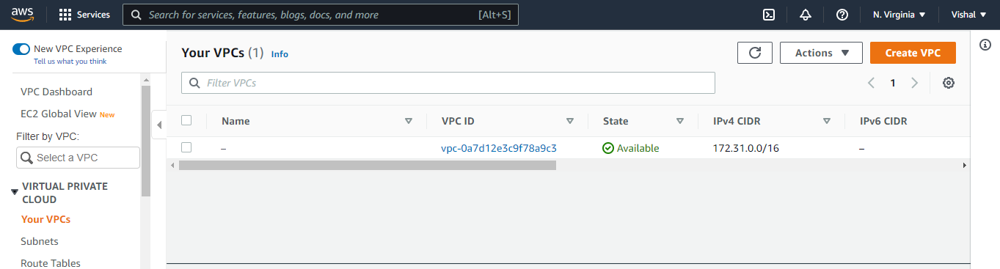 aws
Services
Search for services, features, blogs, docs, and more [Alt+S]
N. Virginia ▼
Vishal ▼
New VPC Experience
Tell us what you think
VPC Dashboard
EC2 Global View New
Filter by VPC:
Select a VPC
VIRTUAL PRIVATE
CLOUD
Your VPCs
Subnets
Route Tables
Your VPCs (1) Info
Actions ▼
Create VPC
Filter VPCs
1
Name VPC ID State IPv4 CIDR IPv6 CIDR
– vpc-0a7d12e3c9f78a9c3 Available 172.31.0.0/16 –